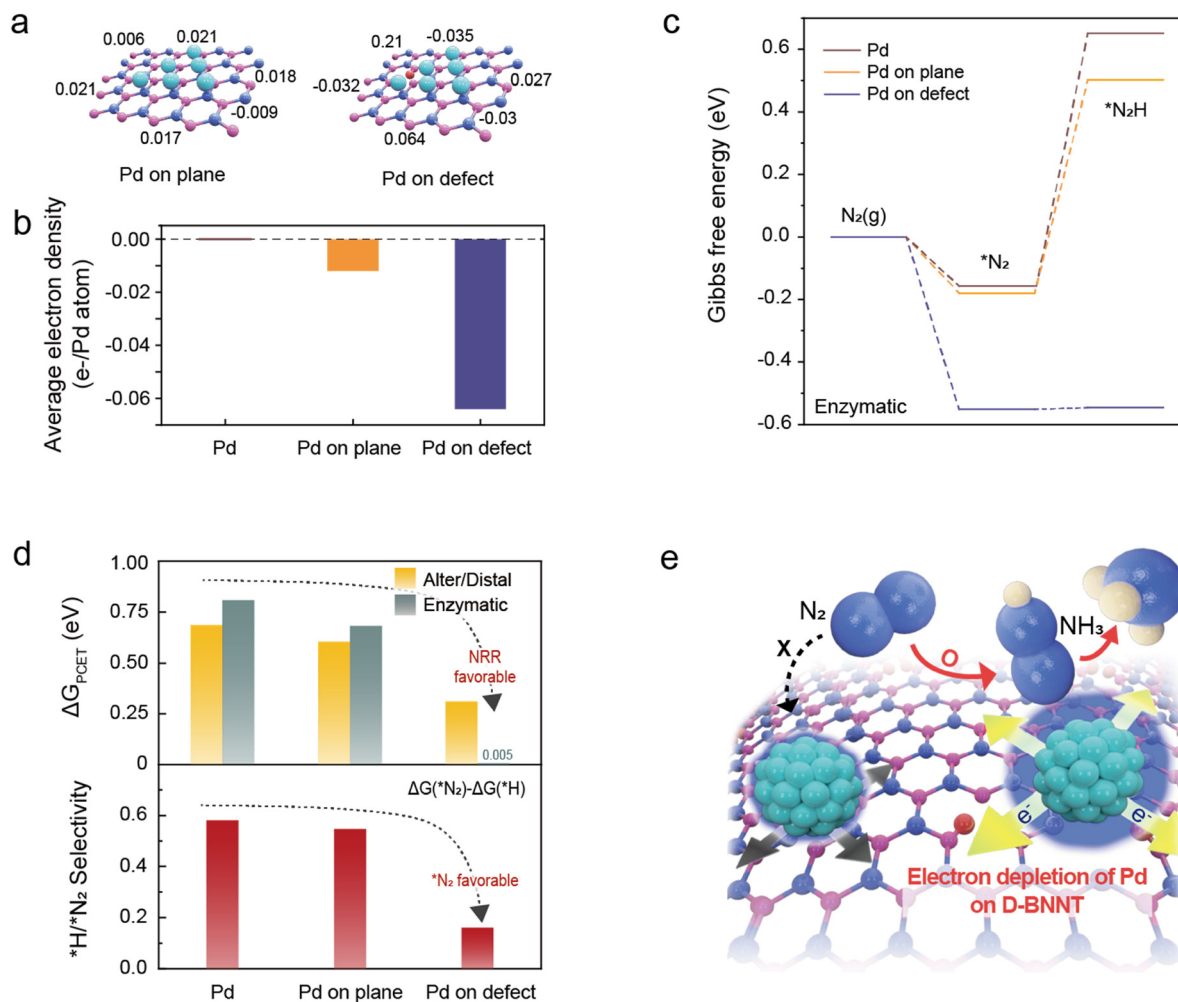 a
0.006
0.021
0.018
0.021
-0.009
0.017
Pd on plane
0.21
-0.035
-0.032
0.027
-0.03
0.064
Pd on defect
b
Average electron density
(e-/Pd atom)
0.00
-0.02
-0.04
-0.06
Pd
Pd on plane
Pd on defect
c
Gibbs free energy (eV)
0.6
0.4
0.2
0.0
-0.2
-0.4
-0.6
Pd
Pd on plane
Pd on defect
N₂(g)
*N₂
*N₂H
Enzymatic
d
ΔG_PCET (eV)
1.00
0.75
0.50
0.25
0
Alter/Distal
Enzymatic
NRR
favorable
0.005
*H/*N₂ Selectivity
0.6
0.4
0.2
0.0
ΔG(*N₂)-ΔG(*H)
*N₂ favorable
Pd
Pd on plane
Pd on defect
e
N₂
X
O
NH₃
e-
e-
Electron depletion of Pd
on D-BNNT